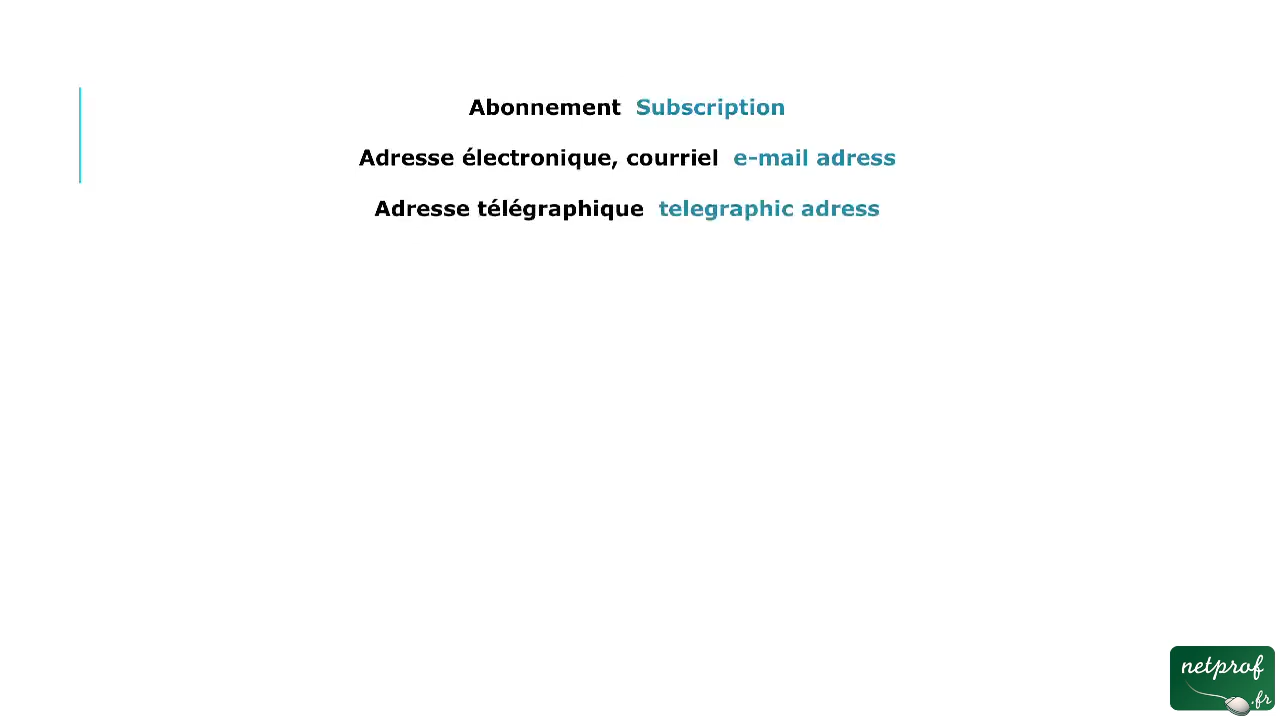 Abonnement Subscription
Adresse électronique, courriel e-mail adress
Adresse télégraphique telegraphic adress
netprof
.fr